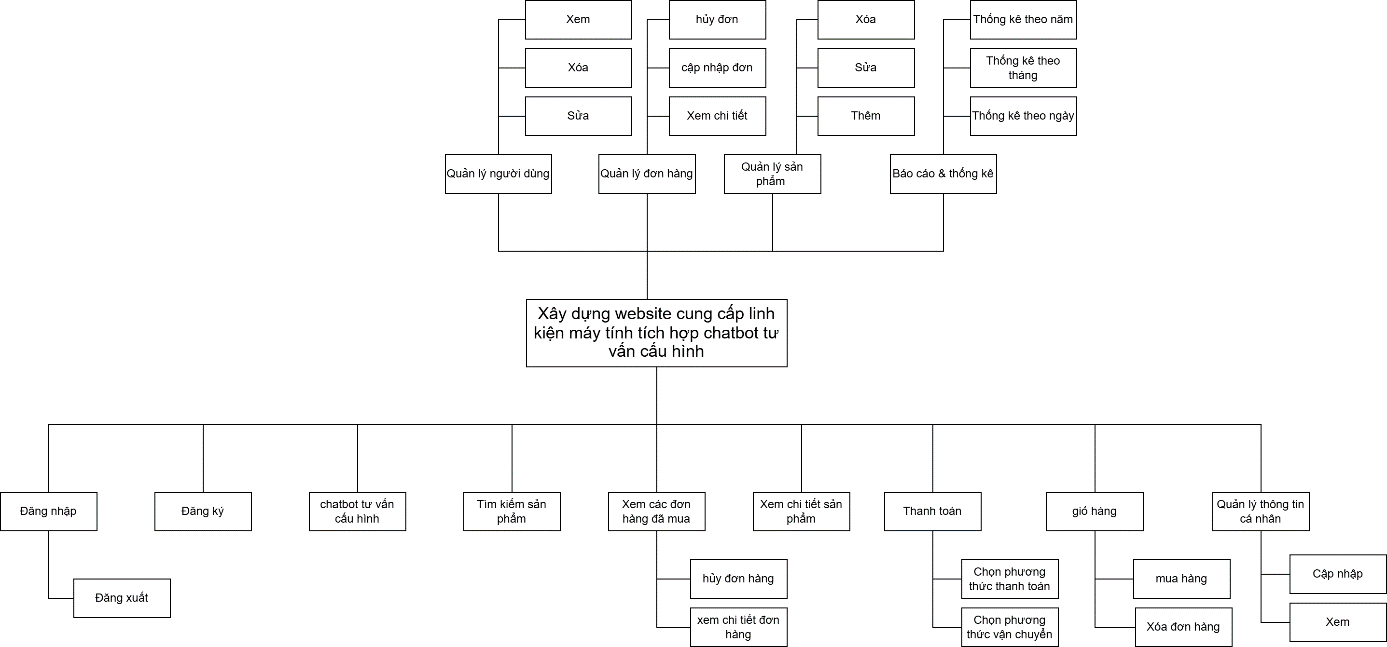 Xem
hủy đơn
Xóa
Thống kê theo năm
Xóa
cập nhập đơn
Sửa
Thống kê theo
tháng
Sửa
Xem chi tiết
Thêm
Thống kê theo ngày
Quản lý người dùng
Quản lý đơn hàng
Quản lý sản
phẩm
Báo cáo & thống kê
Xây dựng website cung cấp linh
kiện máy tính tích hợp chatbot tư
vấn cấu hình
Đăng nhập
Đăng ký
chatbot tư vấn
cấu hình
Tìm kiếm sản
phẩm
Xem các đơn
hàng đã mua
Xem chi tiết sản
phẩm
Thanh toán
giỏ hàng
Quản lý thông tin
cá nhân
Đăng xuất
hủy đơn hàng
xem chi tiết đơn
hàng
Chọn phương
thức thanh toán
Chọn phương
thức vận chuyển
mua hàng
Xóa đơn hàng
Cập nhập
Xem